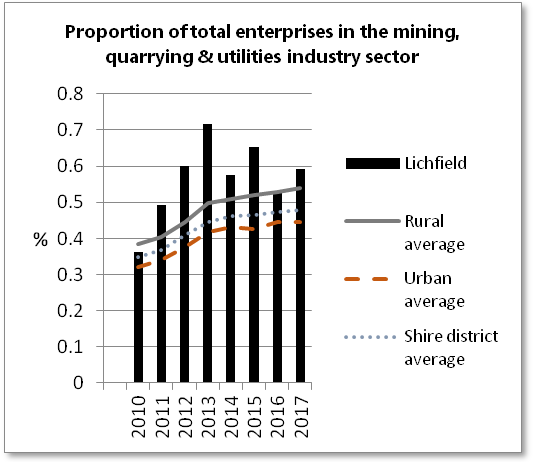 Proportion of total enterprises in the mining,
quarrying & utilities industry sector
0.8
0.7
0.6
0.5
0.4
0.3
0.2
0.1
0
%
2010
2011
2012
2013
2014
2015
2016
2017
Lichfield
Rural
average
Urban
average
Shire district
average